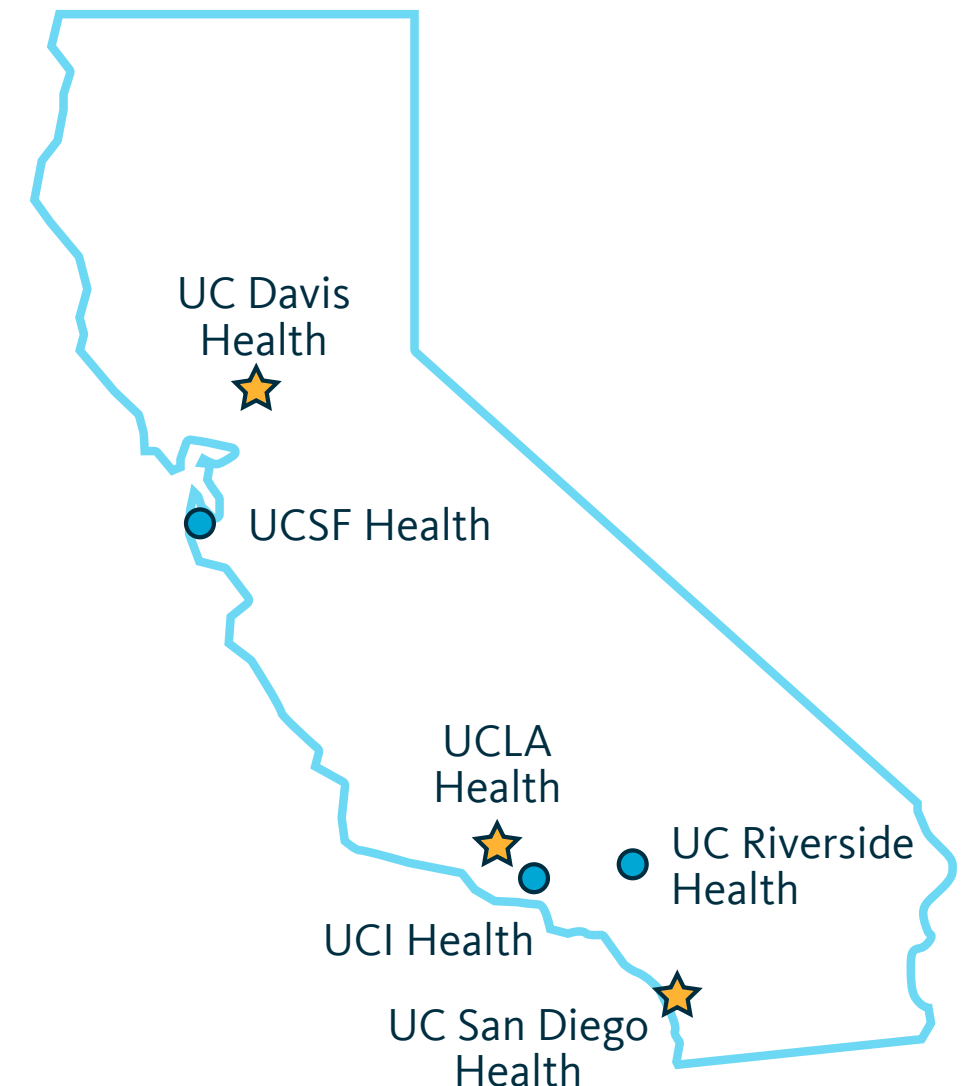 UC Davis
Health
UCSF Health
UCLA
Health
UC Riverside
Health
UCI Health
UC San Diego
Health